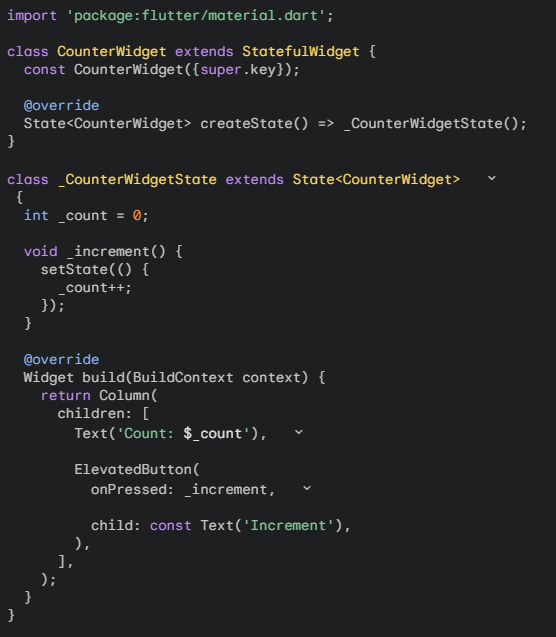 import 'package:flutter/material.dart';
class CounterWidget extends StatefulWidget {
  const CounterWidget({super.key});
  @override
  State<CounterWidget> createState() => _CounterWidgetState();
}
class _CounterWidgetState extends State<CounterWidget>
 {
  int _count = 0;
  void _increment() {
    setState(() {
      _count++;
    });
  }
  @override
  Widget build(BuildContext context) {
    return Column(
      children: [
        Text('Count: $_count'),
        ElevatedButton(
          onPressed: _increment,
          child: const Text('Increment'),
        ),
      ],
    );
  }
}